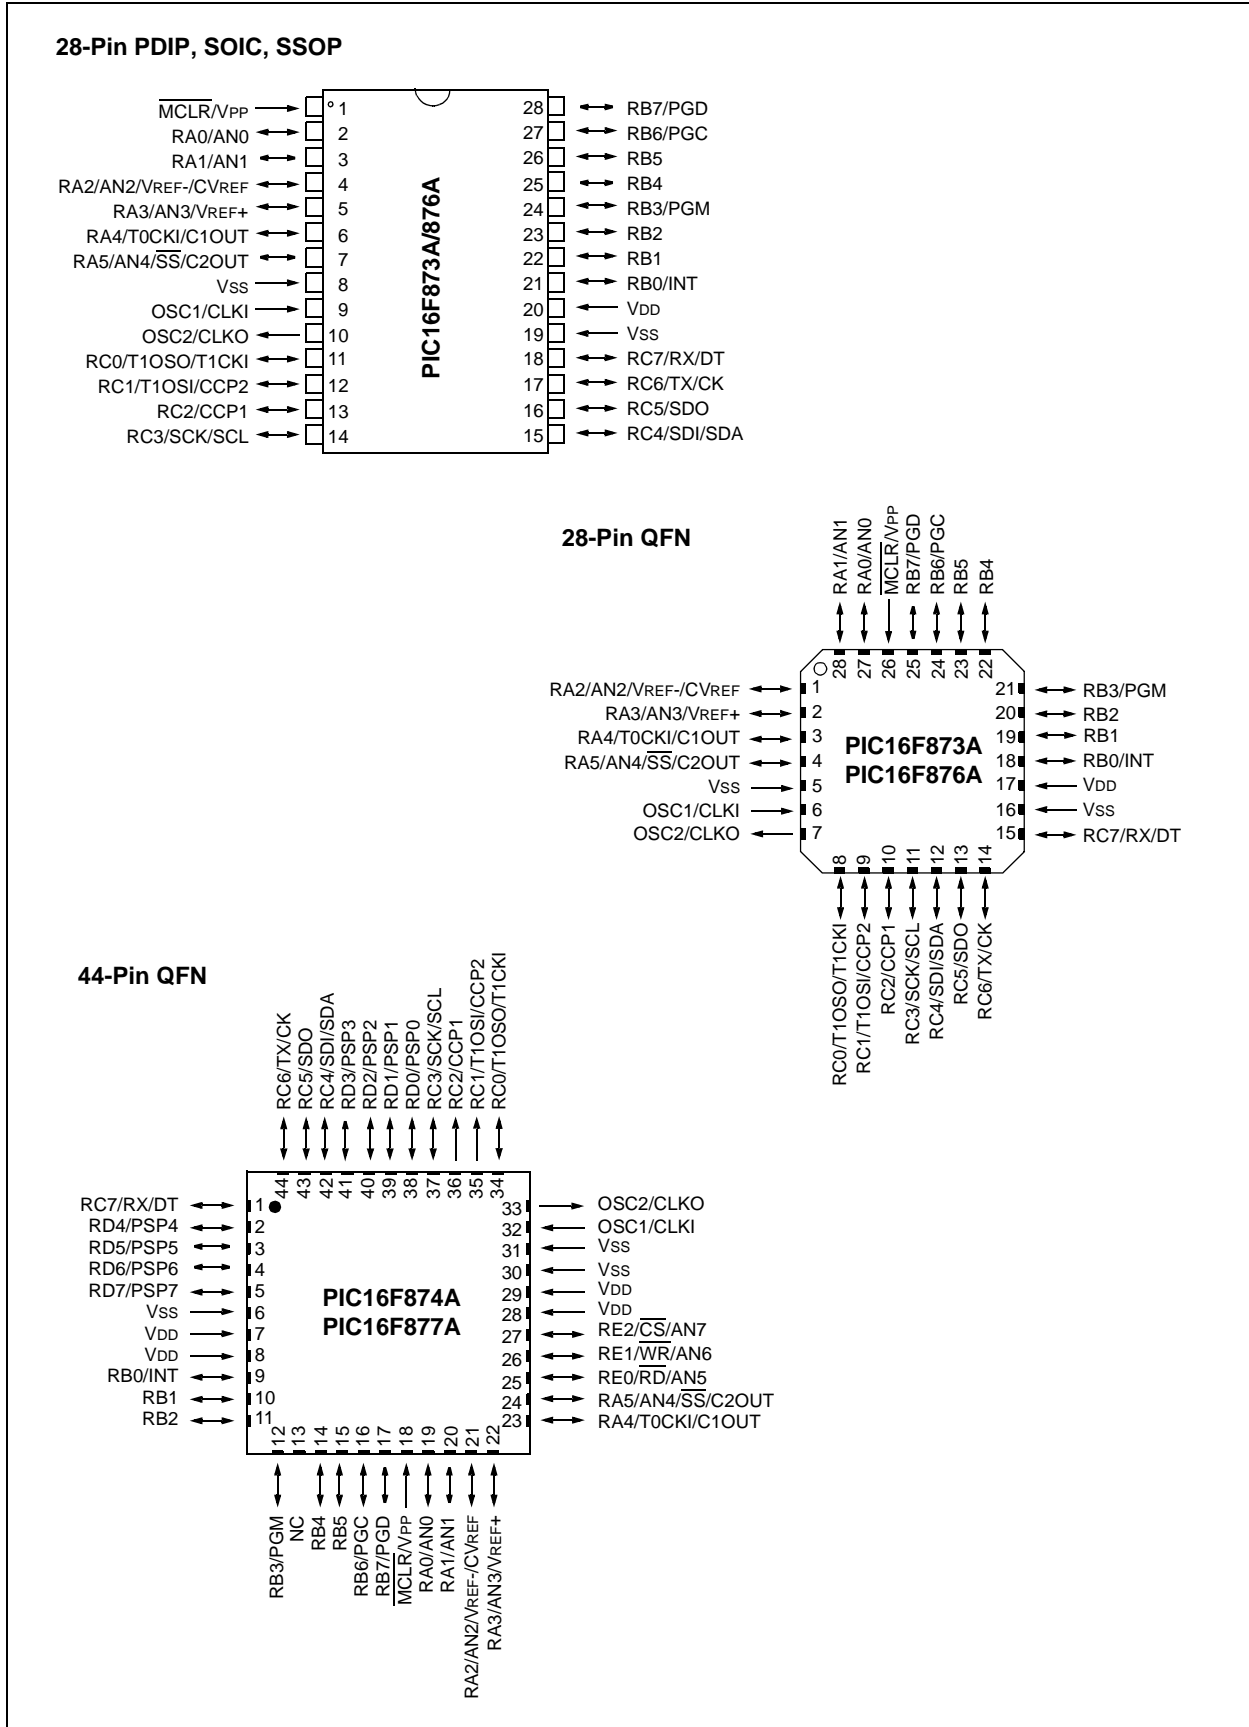 28-Pin PDIP, SOIC, SSOP
MCLR/VPP 1 28 RB7/PGD
RA0/AN0 2 27 RB6/PGC
RA1/AN1 3 26 RB5
RA2/AN2/VREF-/CVREF 4 25 RB4
RA3/AN3/VREF+ 5 24 RB3/PGM
RA4/T0CKI/C1OUT 6 23 RB2
RA5/AN4/SS/C2OUT 7 22 RB1
VSS 8 21 RB0/INT
OSC1/CLKI 9 20 VDD
OSC2/CLKO 10 19 VSS
RC0/T1OSO/T1CKI 11 18 RC7/RX/DT
RC1/T1OSI/CCP2 12 17 RC6/TX/CK
RC2/CCP1 13 16 RC5/SDO
RC3/SCK/SCL 14 15 RC4/SDI/SDA
PIC16F873A/876A
28-Pin QFN
RA1/AN1
RA0/AN0
MCLR/VPP
RB7/PGD
RB6/PGC
RB5
RB4
28 27 26 25 24 23 22
RA2/AN2/VREF-/CVREF 1 21 RB3/PGM
RA3/AN3/VREF+ 2 20 RB2
RA4/T0CKI/C1OUT 3 19 RB1
RA5/AN4/SS/C2OUT 4 18 RB0/INT
VSS 5 17 VDD
OSC1/CLKI 6 16 VSS
OSC2/CLKO 7 15 RC7/RX/DT
PIC16F873A
PIC16F876A
8 9 10 11 12 13 14
RC0/T1OSO/T1CKI
RC1/T1OSI/CCP2
RC2/CCP1
RC3/SCK/SCL
RC4/SDI/SDA
RC5/SDO
RC6/TX/CK
44-Pin QFN
RC6/TX/CK
RC5/SDO
RC4/SDI/SDA
RD3/PSP3
RD2/PSP2
RD1/PSP1
RD0/PSP0
RC3/SCK/SCL
RC2/CCP1
RC1/T1OSI/CCP2
RC0/T1OSO/T1CKI
44 43 42 41 40 39 38 37 36 35 34
RC7/RX/DT 1 33 OSC2/CLKO
RD4/PSP4 2 32 OSC1/CLKI
RD5/PSP5 3 31 VSS
RD6/PSP6 4 30 VSS
RD7/PSP7 5 29 VDD
VSS 6 28 VDD
VDD 7 27 RE2/CS/AN7
VDD 8 26 RE1/WR/AN6
RB0/INT 9 25 RE0/RD/AN5
RB1 10 24 RA5/AN4/SS/C2OUT
RB2 11 23 RA4/T0CKI/C1OUT
PIC16F874A
PIC16F877A
12 13 14 15 16 17 18 19 20 21 22
RB3/PGM
NC
RB4
RB5
RB6/PGC
RB7/PGD
MCLR/VPP
RA0/AN0
RA1/AN1
RA2/AN2/VREF-/CVREF
RA3/AN3/VREF+